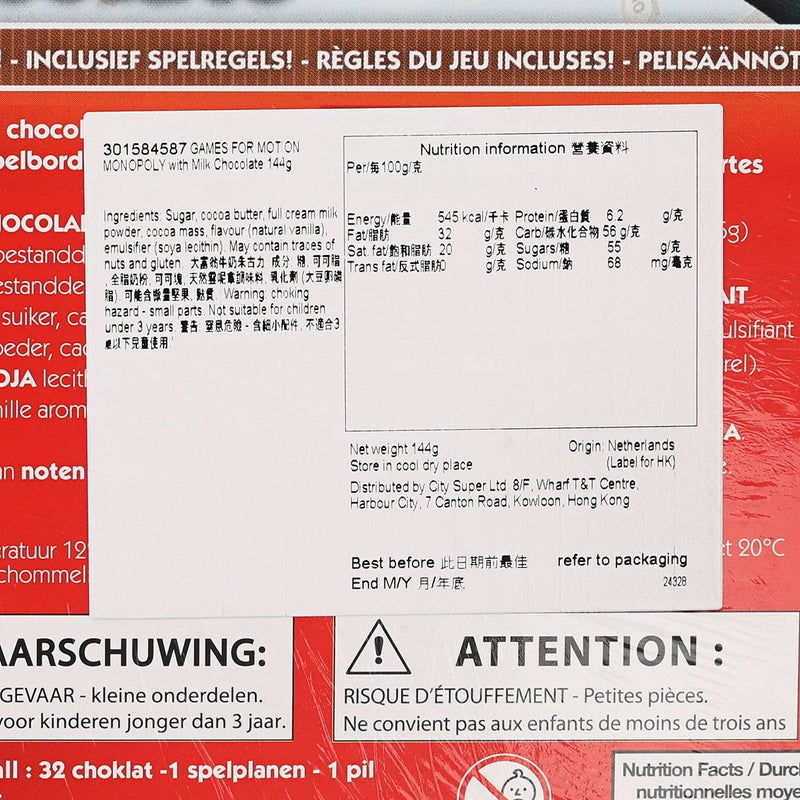 ! - INCLUSIEF SPELREGELS! - RÈGLES DU JEU INCLUSES! - PELISÄÄNNÖT
301584587 GAMES FOR MOTION
MONOPOLY with Milk Chocolate 144g
Ingredients: Sugar, cocoa butter, full cream milk
powder, cocoa mass, flavour (natural vanilla),
emulsifier (soya lecithin). May contain traces of
nuts and gluten. 大富翁牛奶朱古力 成分: 糖, 可可脂
, 全脂奶粉, 可可塊, 天然雲呢拿調味料, 乳化劑 (大豆卵磷
脂). 可能含微量堅果, 麩質. Warning: choking
hazard - small parts. Not suitable for children
under 3 years. 警告: 窒息危險 - 含細小配件, 不適合3
歲以下兒童使用.
Nutrition information 營養資料
Per/每100g/克
Energy/能量 545 kcal/千卡 Protein/蛋白質 6.2 g/克
Fat/脂肪 32 g/克 Carb/碳水化合物 56 g/克
Sat. fat/飽和脂肪 20 g/克 Sugars/糖 55 g/克
Trans fat/反式脂肪0 g/克 Sodium/鈉 68 mg/毫克
Net weight 144g
Store in cool dry place
Origin: Netherlands
(Label for HK)
Distributed by City Super Ltd 8/F, Wharf T&T Centre,
Harbour City, 7 Canton Road, Kowloon, Hong Kong
Best before 此日期前最佳 refer to packaging
End M/Y 月/年底
24328
chocol
pelbord
HOCOLA
bestandd
bestandde
suiker, ca
oeder, cac
OJA lecit
nille arom
an noten
eratuur 12
chommel
rtes
5g)
AIT
ulsifiant
rel).
A.
et 20°C
AARSCHUWING:
GEVAAR - kleine onderdelen.
voor kinderen jonger dan 3 jaar.
! ATTENTION :
RISQUE D'ÉTOUFFEMENT - Petites pièces.
Ne convient pas aux enfants de moins de trois ans
all : 32 choklat -1 spelplanen - 1 pil
Nutrition Facts / Durc
nutritionnelles moye